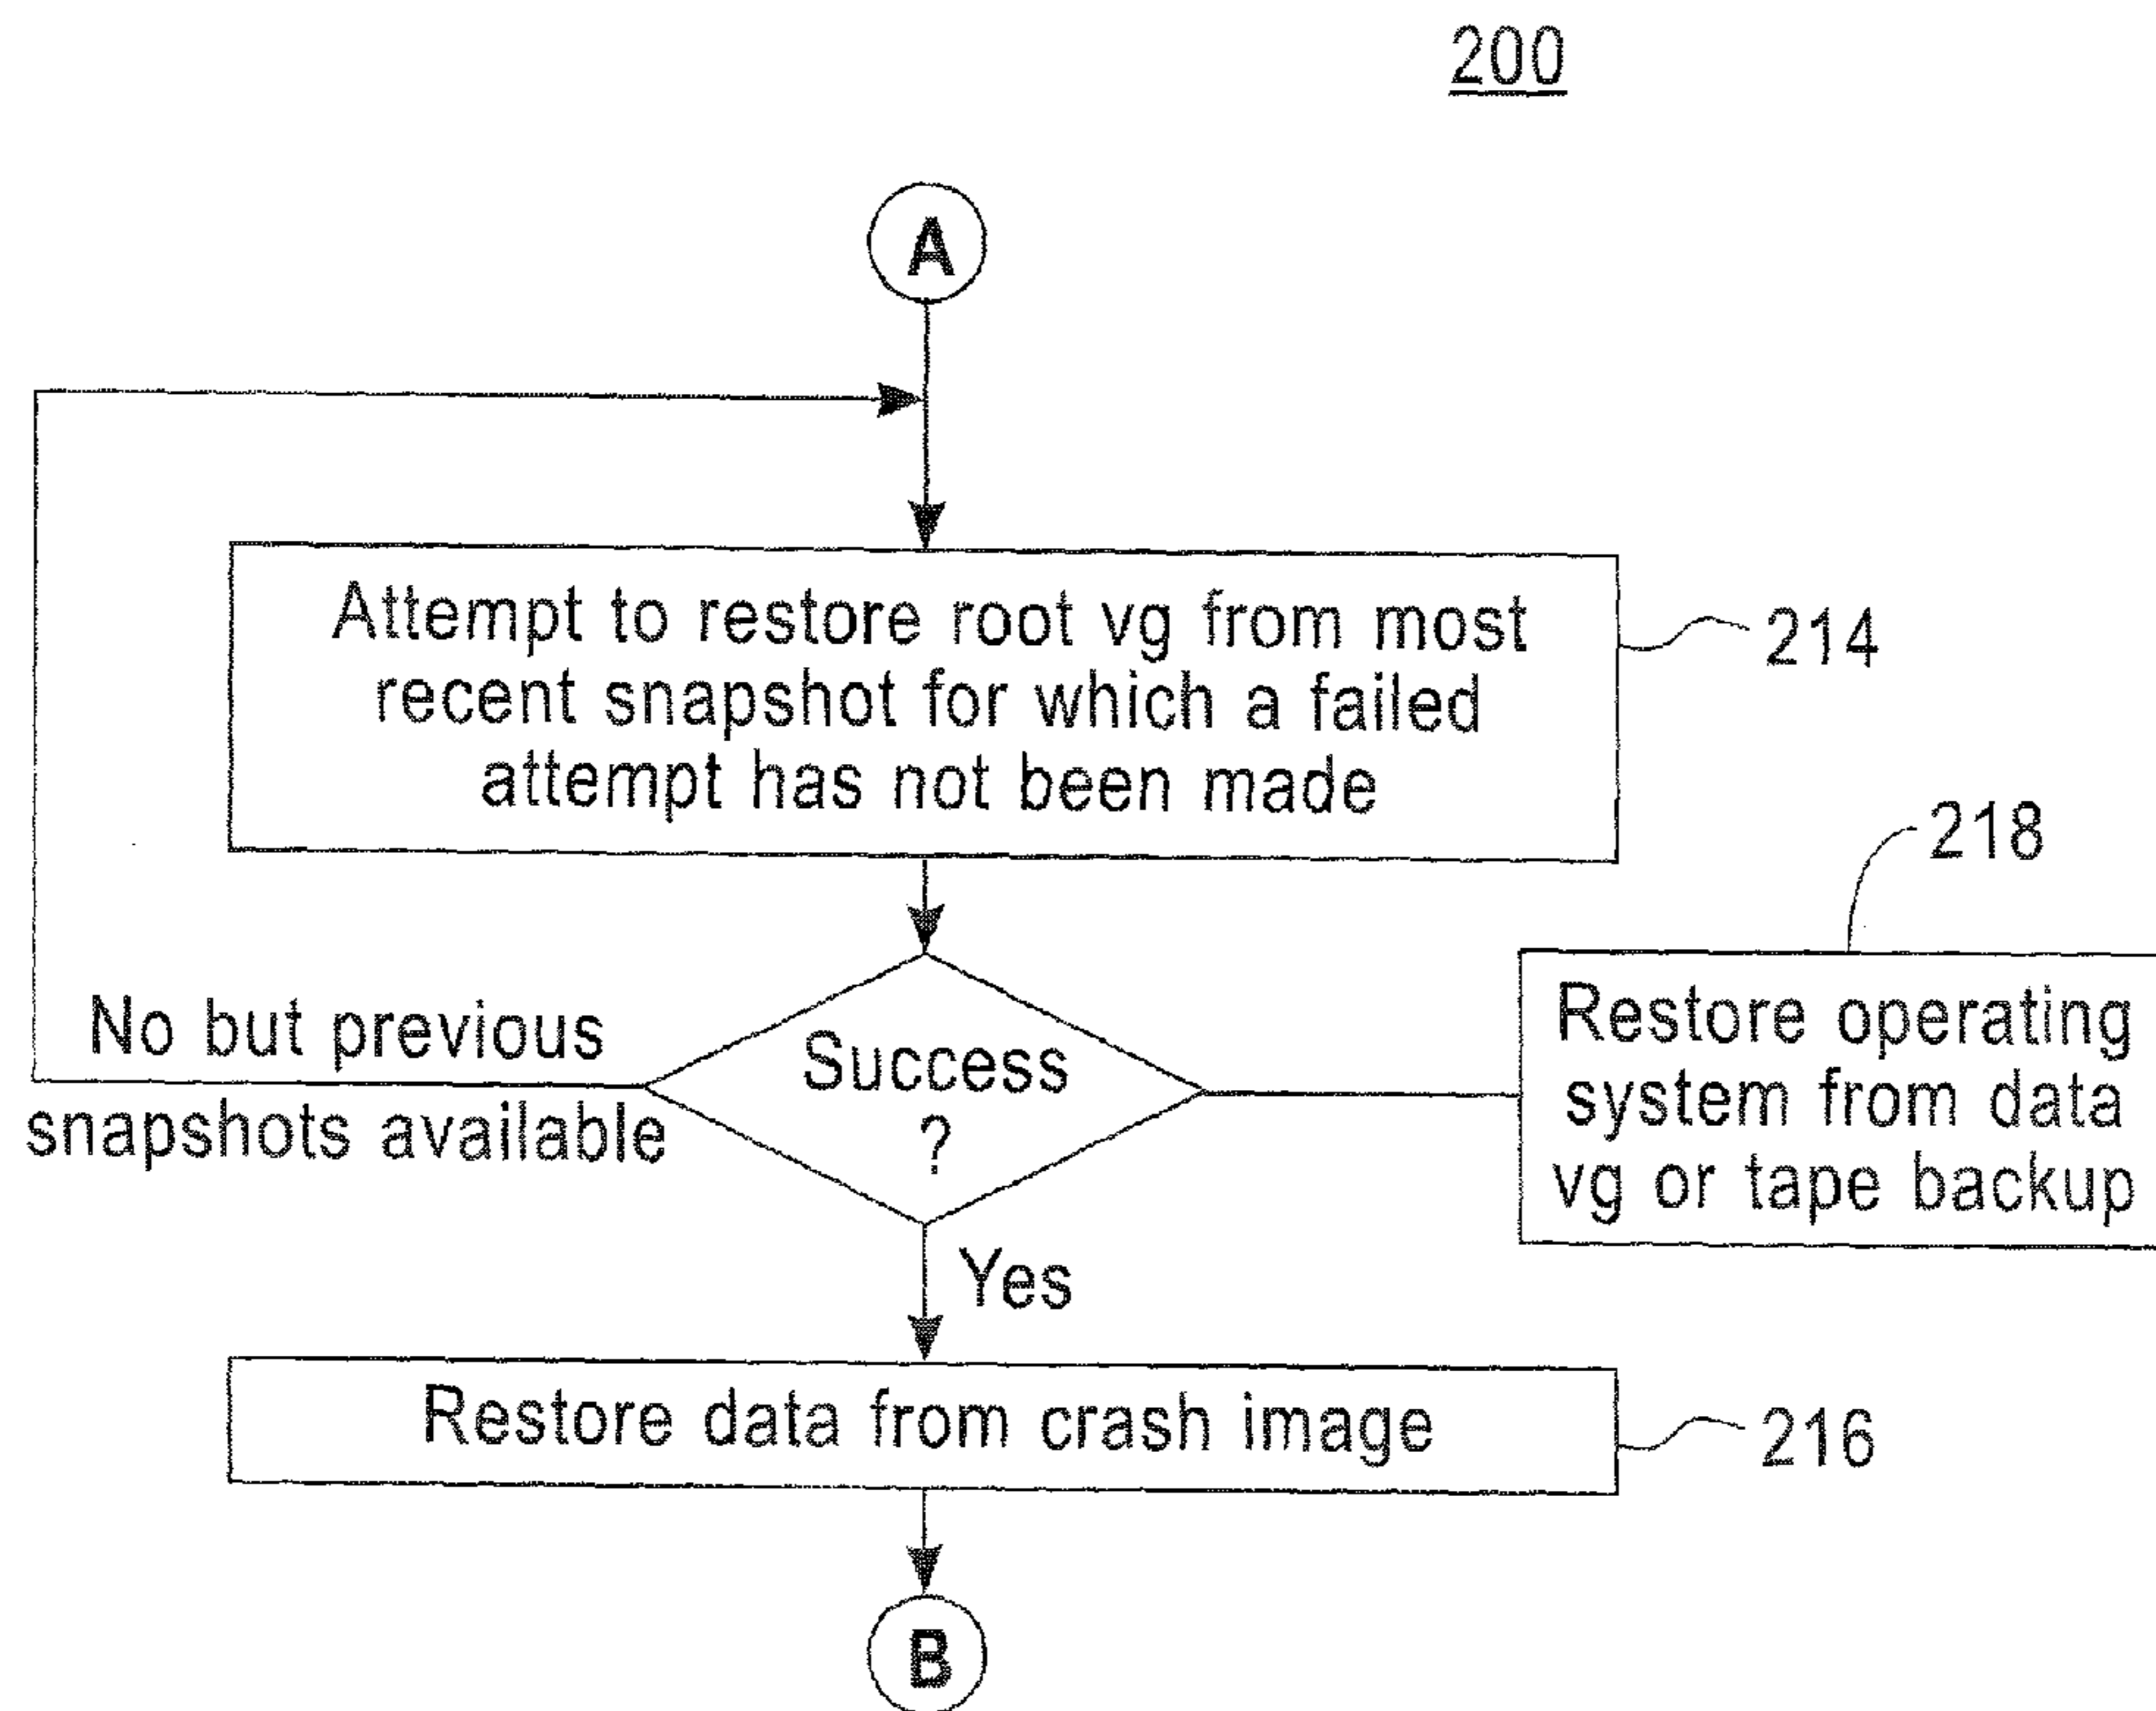 200
A
Attempt to restore root vg from most
recent snapshot for which a failed
attempt has not been made
214
218
No but previous
snapshots available
Success
?
Restore operating
system from data
vg or tape backup
Yes
Restore data from crash image
216
B